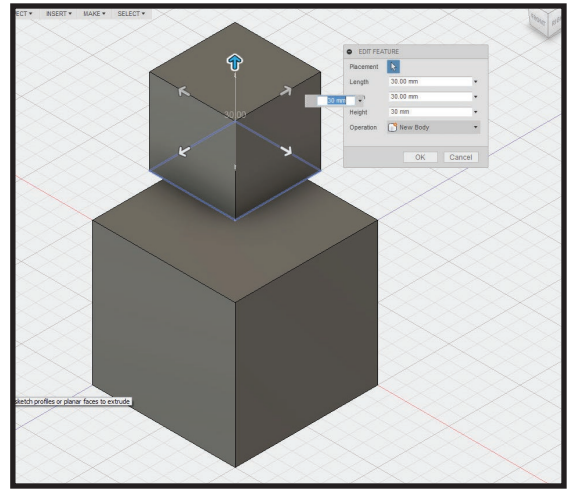 ECT ▾ INSERT ▾ MAKE ▾ SELECT ▾
EDIT FEATURE
Placement
Length 30.00 mm
30.00 mm
30 mm
Height 30 mm
Operation New Body
OK Cancel
30.00
sketch profiles or planar faces to extrude